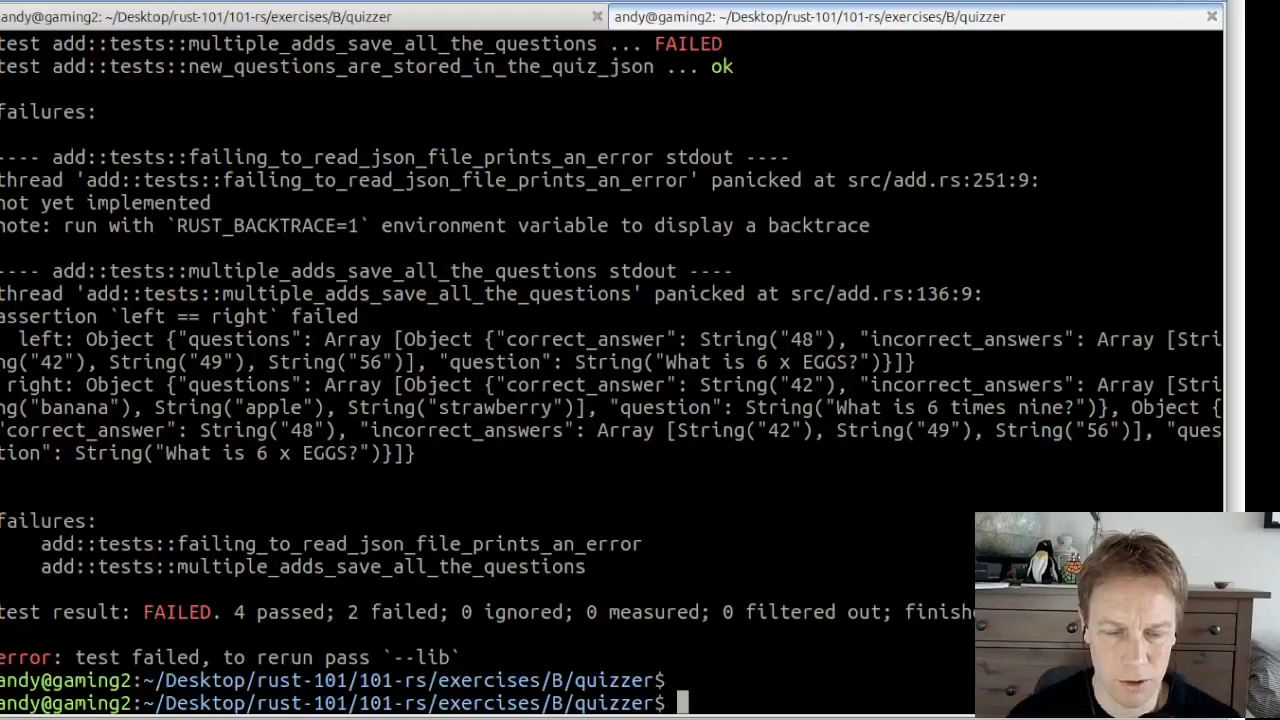 andy@gaming2: ~/Desktop/rust-101/101-rs/exercises/B/quizzer
andy@gaming2: ~/Desktop/rust-101/101-rs/exercises/B/quizzer
test add::tests::multiple_adds_save_all_the_questions ... FAILED
test add::tests::new_questions_are_stored_in_the_quiz_json ... ok
failures:
---- add::tests::failing_to_read_json_file_prints_an_error stdout ----
thread 'add::tests::failing_to_read_json_file_prints_an_error' panicked at src/add.rs:251:9:
not yet implemented
note: run with `RUST_BACKTRACE=1` environment variable to display a backtrace
---- add::tests::multiple_adds_save_all_the_questions stdout ----
thread 'add::tests::multiple_adds_save_all_the_questions' panicked at src/add.rs:136:9:
assertion `left == right` failed
left: Object {"questions": Array [Object {"correct_answer": String("48"), "incorrect_answers": Array [Stri
ng("42"), String("49"), String("56")], "question": String("What is 6 x EGGS?")}]}
right: Object {"questions": Array [Object {"correct_answer": String("42"), "incorrect_answers": Array [Stri
ng("banana"), String("apple"), String("strawberry")], "question": String("What is 6 times nine?")}, Object {
"correct_answer": String("48"), "incorrect_answers": Array [String("42"), String("49"), String("56")], "ques
tion": String("What is 6 x EGGS?")}]}
failures:
add::tests::failing_to_read_json_file_prints_an_error
add::tests::multiple_adds_save_all_the_questions
test result: FAILED. 4 passed; 2 failed; 0 ignored; 0 measured; 0 filtered out; finishe
error: test failed, to rerun pass `--lib`
andy@gaming2:~/Desktop/rust-101/101-rs/exercises/B/quizzer$
andy@gaming2:~/Desktop/rust-101/101-rs/exercises/B/quizzer$